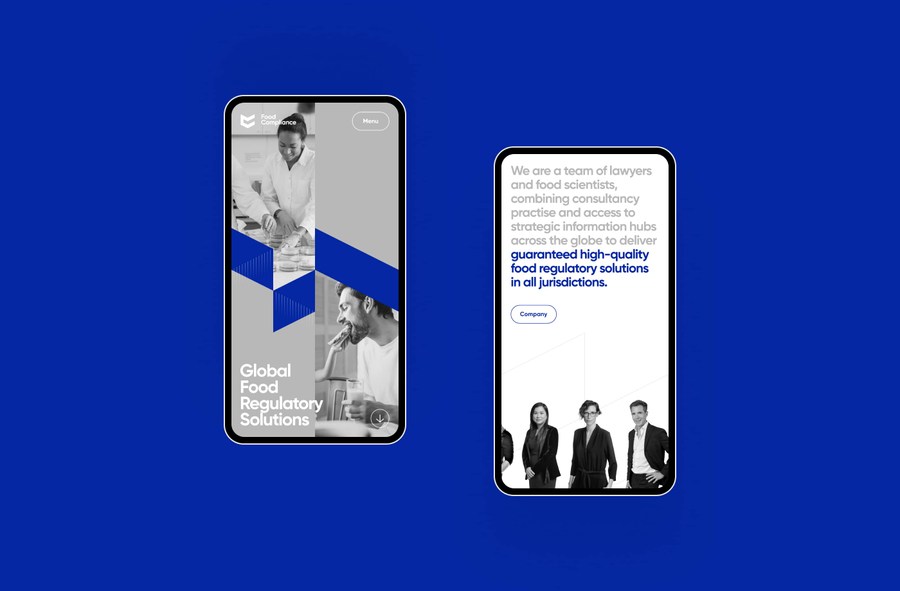 Food
Compliance
Menu
Global
Food
Regulatory
Solutions
We are a team of lawyers
and food scientists,
combining consultancy
practise and access to
strategic information hubs
across the globe to deliver
guaranteed high-quality
food regulatory solutions
in all jurisdictions.
Company